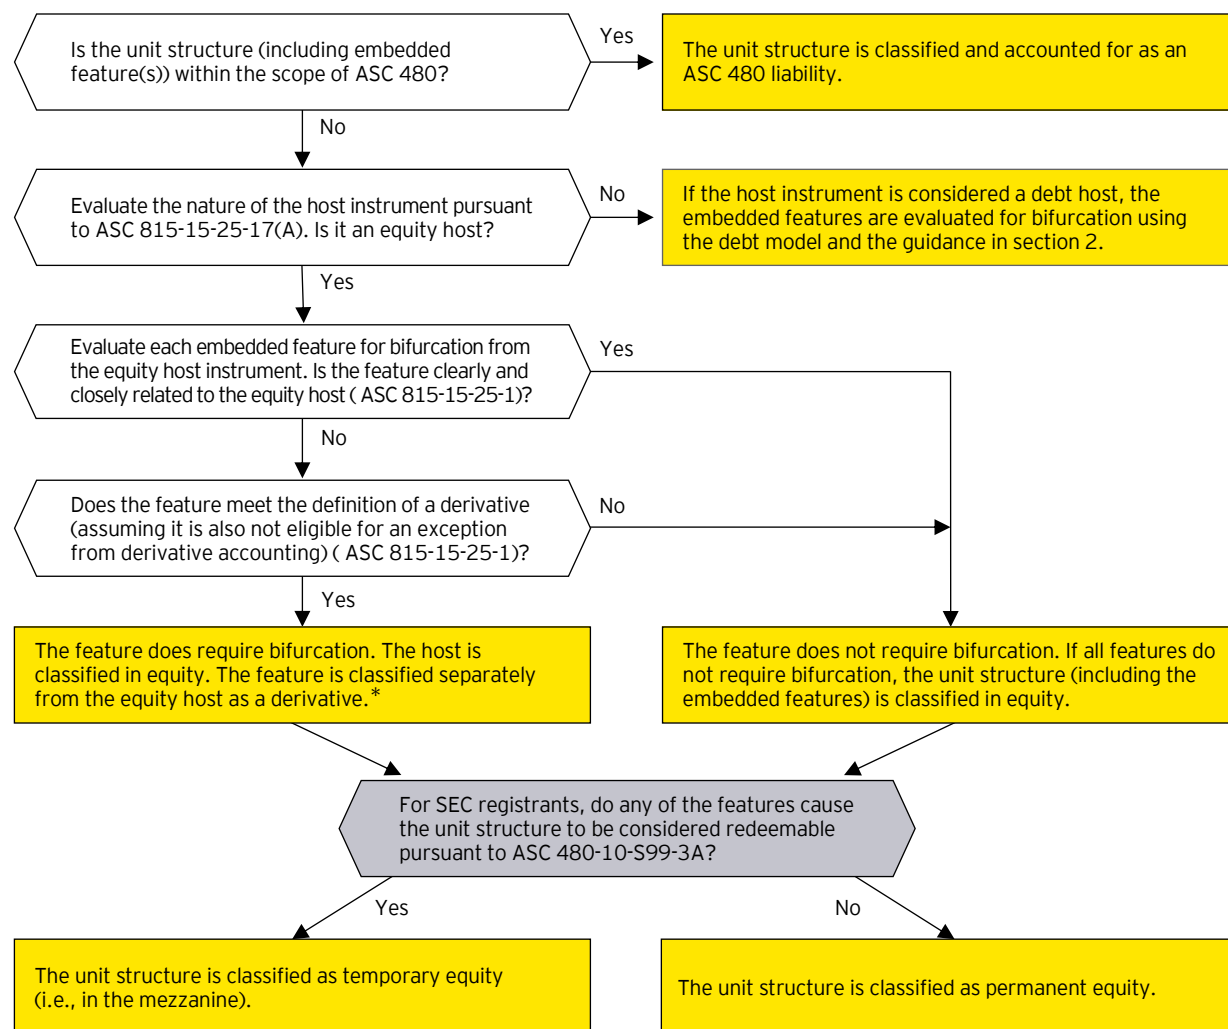 Is the unit structure (including embedded
feature(s)) within the scope of ASC 480?
Yes
The unit structure is classified and accounted for as an
ASC 480 liability.
No
Evaluate the nature of the host instrument pursuant
to ASC 815-15-25-17(A). Is it an equity host?
No
If the host instrument is considered a debt host, the
embedded features are evaluated for bifurcation using
the debt model and the guidance in section 2.
Yes
Evaluate each embedded feature for bifurcation from
the equity host instrument. Is the feature clearly and
closely related to the equity host ( ASC 815-15-25-1)?
Yes
No
Does the feature meet the definition of a derivative
(assuming it is also not eligible for an exception
from derivative accounting) ( ASC 815-15-25-1)?
No
Yes
The feature does require bifurcation. The host is
classified in equity. The feature is classified separately
from the equity host as a derivative.*
The feature does not require bifurcation. If all features do
not require bifurcation, the unit structure (including the
embedded features) is classified in equity.
For SEC registrants, do any of the features cause
the unit structure to be considered redeemable
pursuant to ASC 480-10-S99-3A?
Yes
No
The unit structure is classified as temporary equity
(i.e., in the mezzanine).
The unit structure is classified as permanent equity.